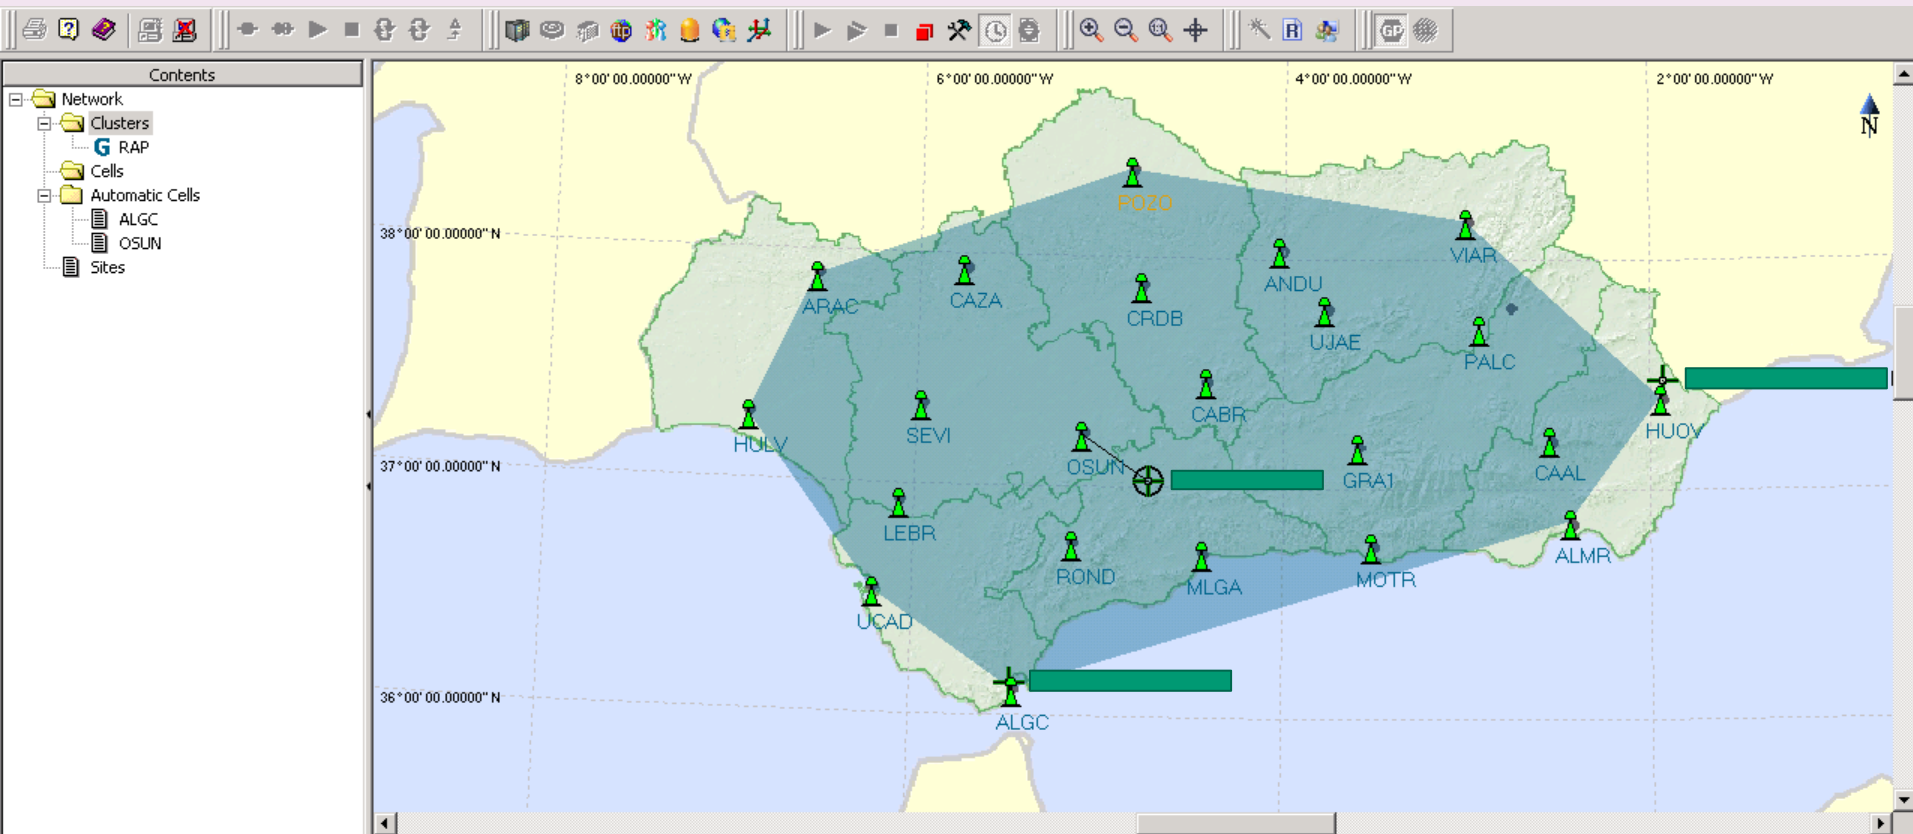 Contents
Network
Clusters
G RAP
Cells
Automatic Cells
ALGC
OSUN
Sites
8°00' 00.00000" W
6°00' 00.00000" W
4°00' 00.00000" W
2°00' 00.00000" W
N
POZO
38°00' 00.00000" N
VIAR
ANDU
CAZA
ARAC
CRDB
UJAE
PALC
CABR
HUOV
SEVI
HULV
OSUN
37°00' 00.00000" N
CAAL
GRA1
LEBR
ALMR
ROND
MOTR
MLGA
UCAD
36°00' 00.00000" N
ALGC
1:1
R
GP